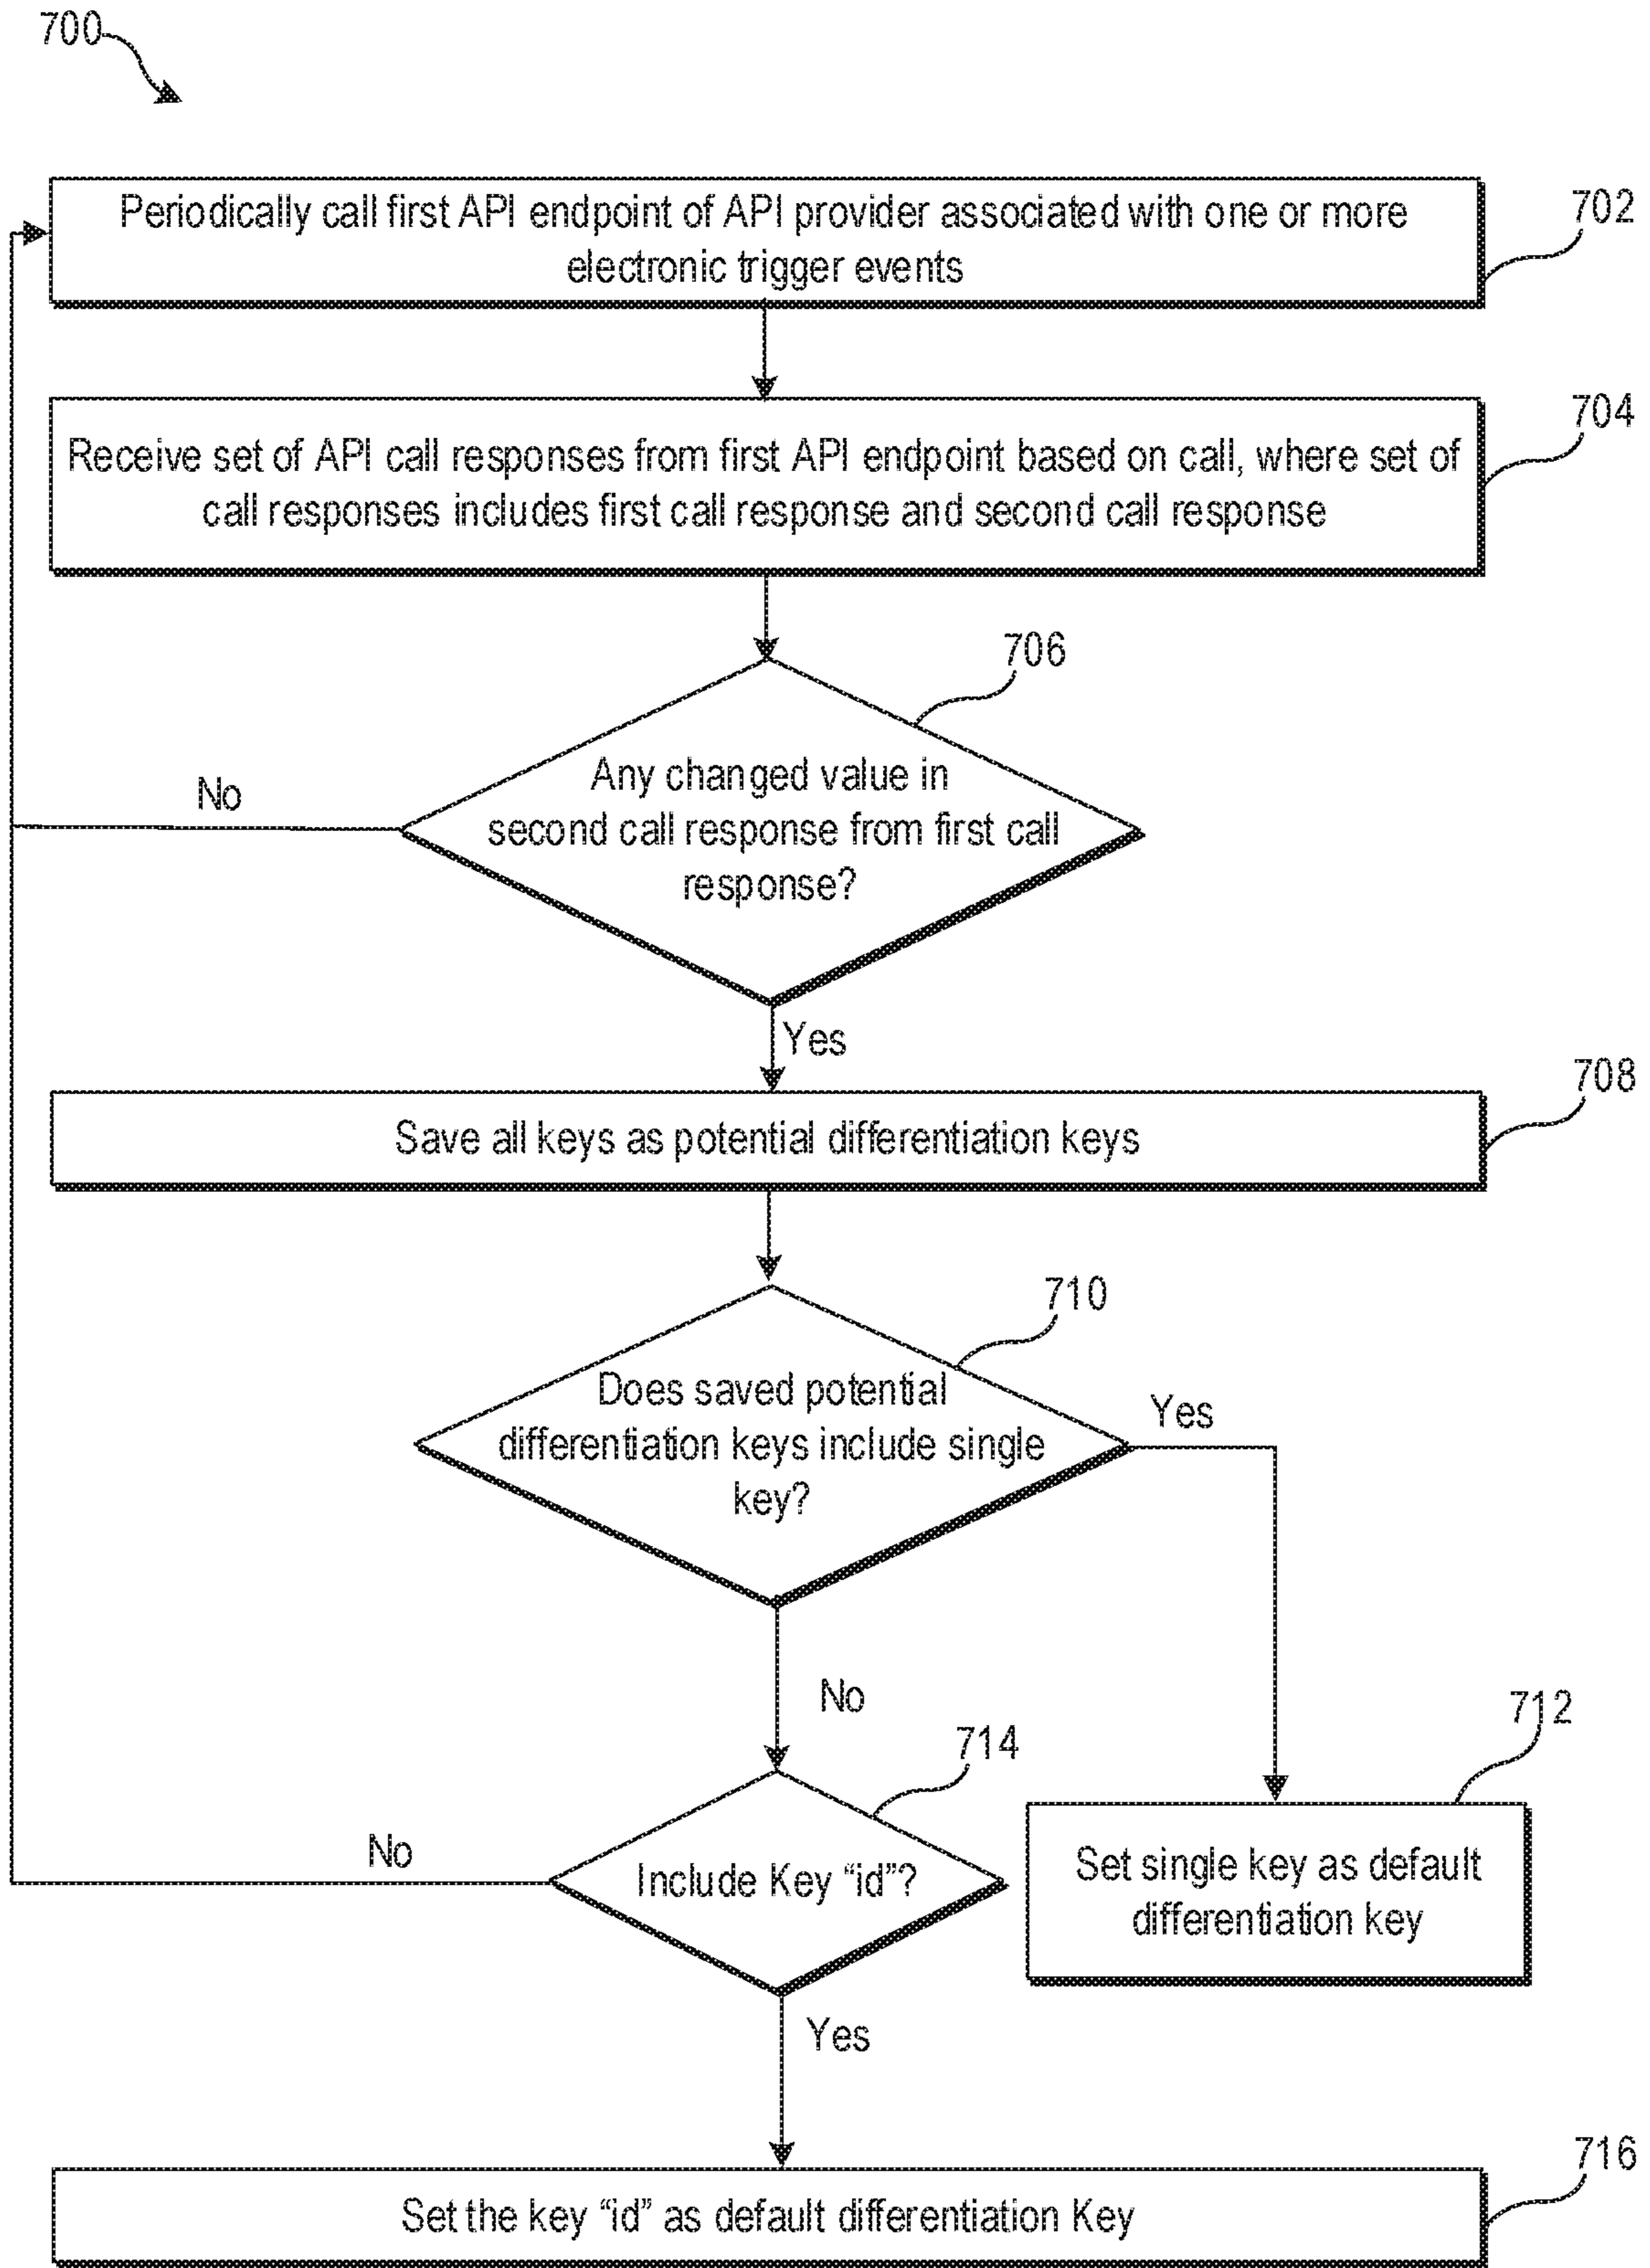 700
Periodically call first API endpoint of API provider associated with one or more
electronic trigger events
702
Receive set of API call responses from first API endpoint based on call, where set of
call responses includes first call response and second call response
704
706
Any changed value in
second call response from first call
response?
No
Yes
Save all keys as potential differentiation keys
708
710
Does saved potential
differentiation keys include single
key?
Yes
No
712
714
Include Key “id”?
No
Set single key as default
differentiation key
Yes
Set the key “id” as default differentiation Key
716